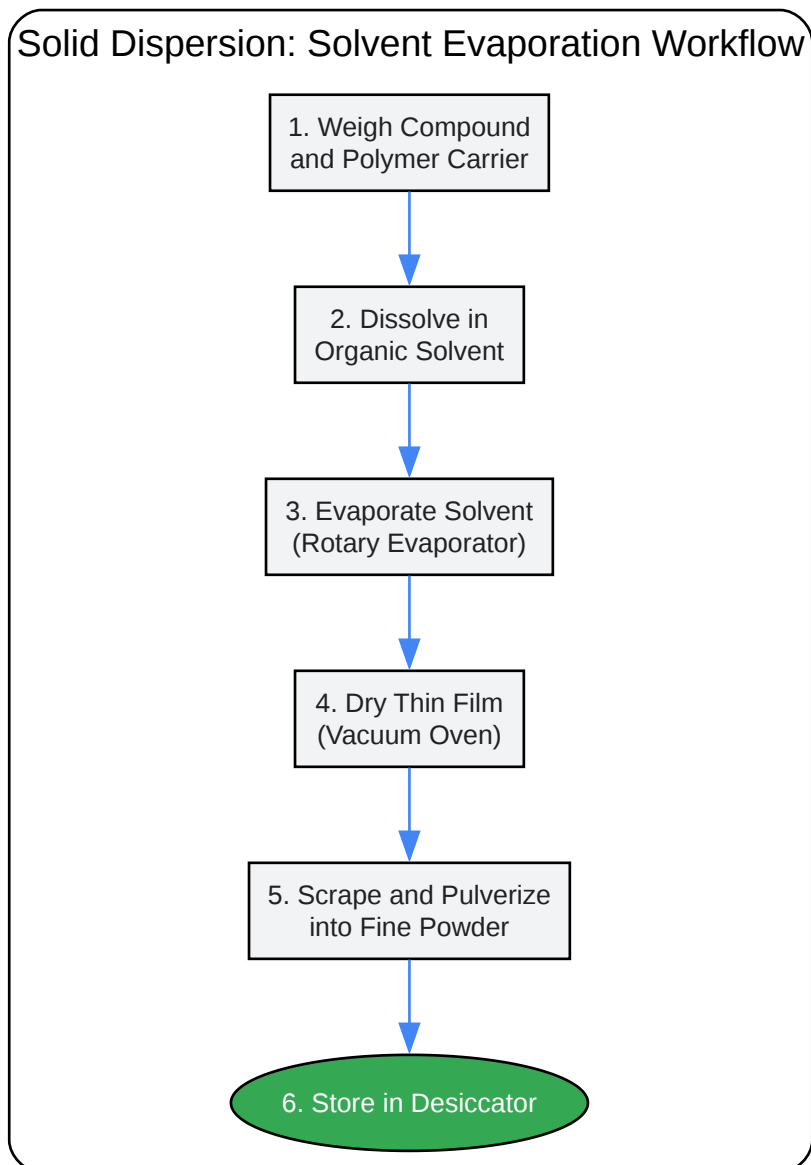 Solid Dispersion: Solvent Evaporation Workflow
1. Weigh Compound
and Polymer Carrier
2. Dissolve in
Organic Solvent
3. Evaporate Solvent
(Rotary Evaporator)
4. Dry Thin Film
(Vacuum Oven)
5. Scrape and Pulverize
into Fine Powder
6. Store in Desiccator